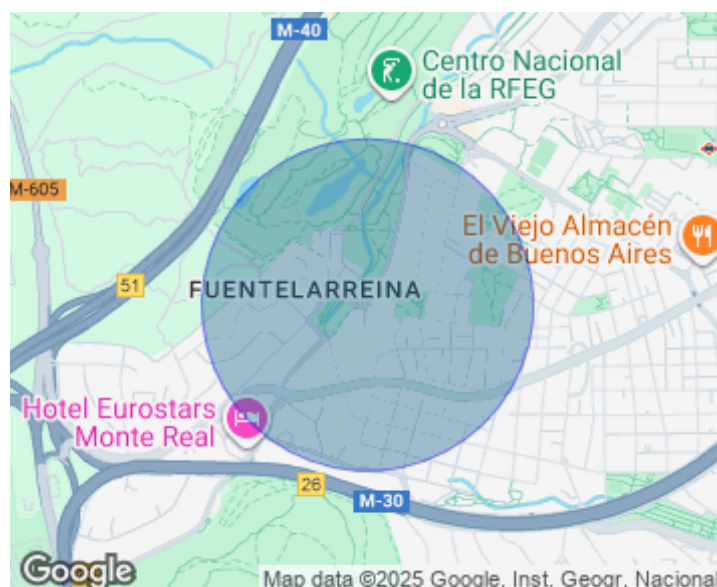 M-40
Centro Nacional
de la RFEG
M-605
El Viejo Almacén
de Buenos Aires
51
FUENTELARREINA
Hotel Eurostars
Monte Real
26
M-30
Google
Map data ©2025 Google, Inst. Geogr. Nacional